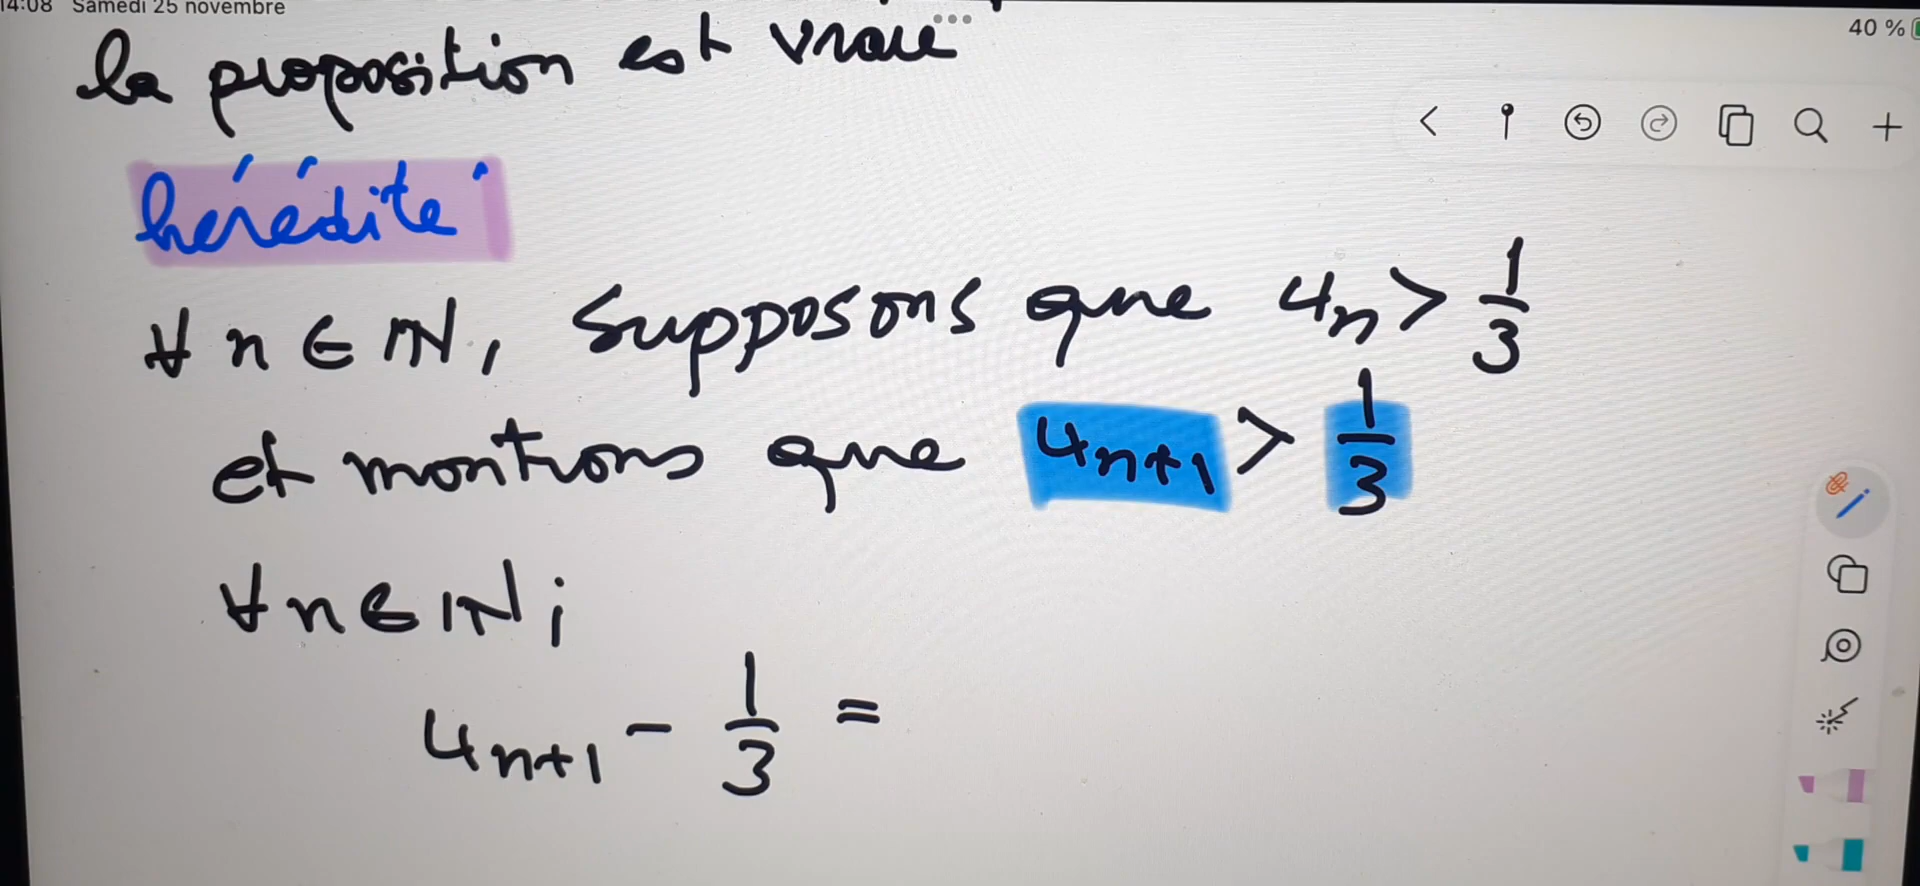 14:08 Samedi 25 novembre
40 %
la proposition est vraie
hérédité
∀ n ∈ ℕ, Supposons que Un > 1/3
et montrons que Un+1 > 1/3
∀ n ∈ ℕ ;
Un+1 - 1/3 =